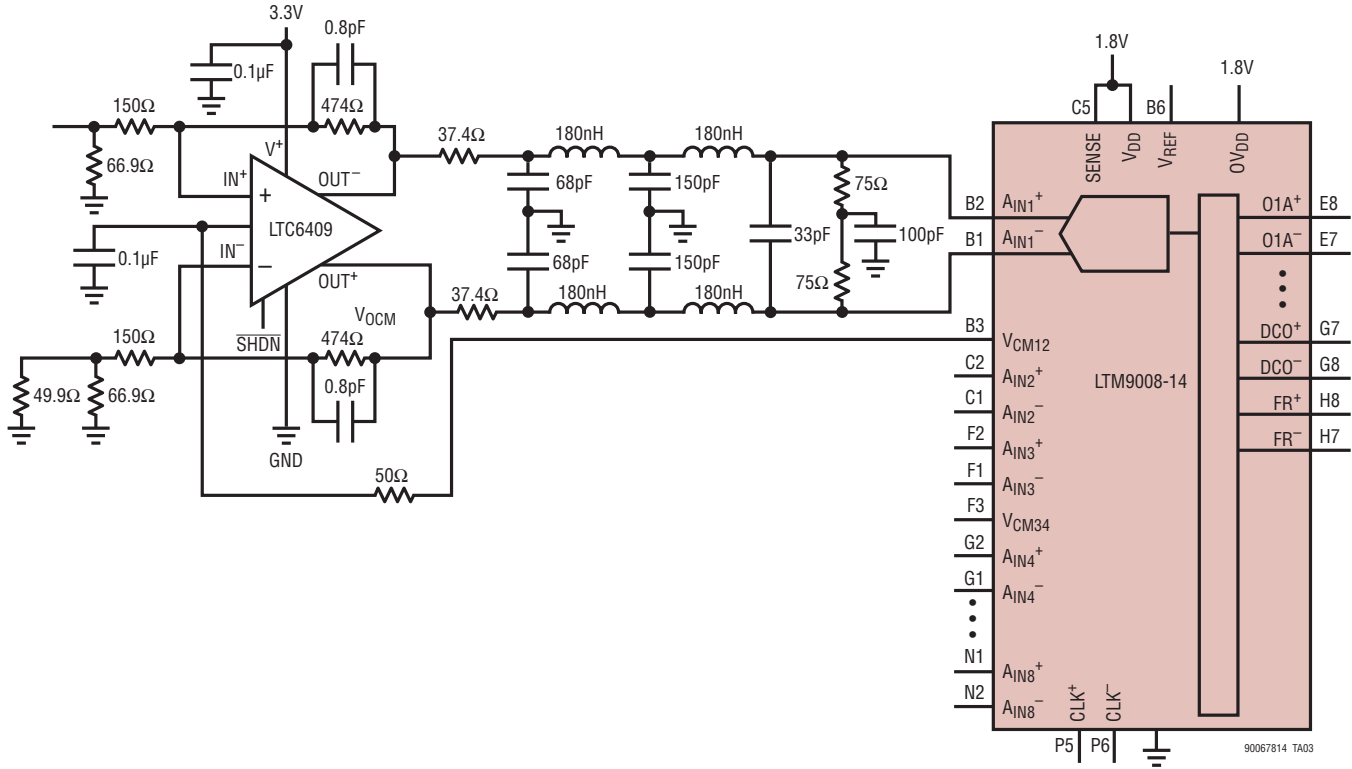 3.3V
0.8pF
0.1µF
1.8V
1.8V
150Ω
474Ω
C5
B6
66.9Ω
V+
37.4Ω
180nH
180nH
SENSE
VDD
VREF
OVDD
IN+
OUT–
+
LTC6409
68pF
150pF
75Ω
B2
AIN1+
O1A+
E8
B1
AIN1–
O1A–
E7
0.1µF
IN–
–
33pF
100pF
68pF
150pF
OUT+
75Ω
37.4Ω
180nH
180nH
VOCM
SHDN
B3
VCM12
DCO+
G7
150Ω
474Ω
C2
AIN2+
LTM9008-14
DCO–
G8
49.9Ω
66.9Ω
0.8pF
C1
AIN2–
FR+
H8
GND
F2
AIN3+
FR–
H7
50Ω
F1
AIN3–
F3
VCM34
G2
AIN4+
G1
AIN4–
N1
AIN8+
N2
AIN8–
CLK+
CLK–
P5
P6
90067814 TA03